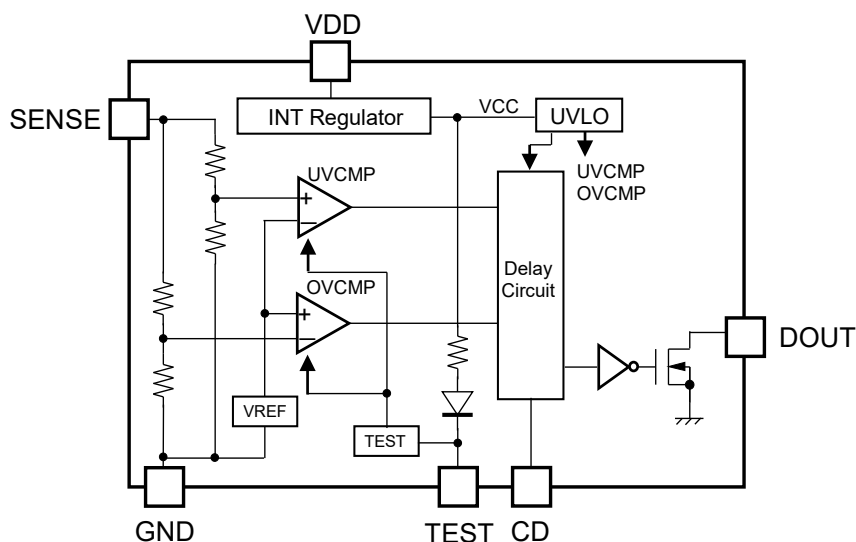 VDD
SENSE
INT Regulator
VCC
UVLO
UVCMP
UVCMP
OVCMP
+
−
OVCMP
Delay
Circuit
+
−
DOUT
VREF
TEST
GND
TEST
CD